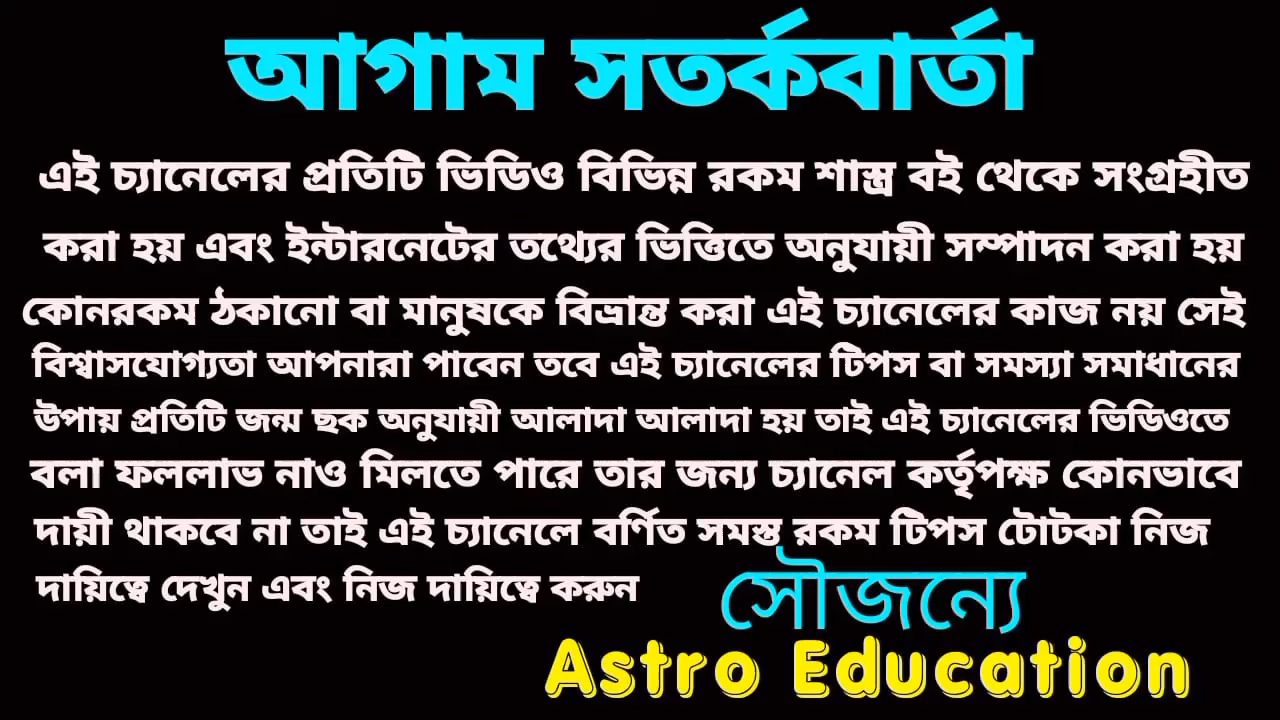 আগাম সতর্কবার্তা
এই চ্যানেলের প্রতিটি ভিডিও বিভিন্ন রকম শাস্ত্র বই থেকে সংগ্রহীত
করা হয় এবং ইন্টারনেটের তথ্যের ভিত্তিতে অনুযায়ী সম্পাদন করা হয়
কোনরকম ঠকানো বা মানুষকে বিভ্রান্ত করা এই চ্যানেলের কাজ নয় সেই
বিশ্বাসযোগ্যতা আপনারা পাবেন তবে এই চ্যানেলের টিপস বা সমস্যা সমাধানের
উপায় প্রতিটি জন্ম ছক অনুযায়ী আলাদা আলাদা হয় তাই এই চ্যানেলের ভিডিওতে
বলা ফললাভ নাও মিলতে পারে তার জন্য চ্যানেল কর্তৃপক্ষ কোনভাবে
দায়ী থাকবে না তাই এই চ্যানেলে বর্ণিত সমস্ত রকম টিপস টোটকা নিজ
দায়িত্বে দেখুন এবং নিজ দায়িত্বে করুন
সৌজন্যে
Astro Education